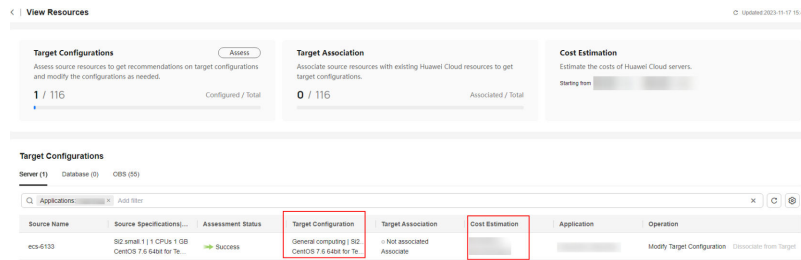 < | View Resources
Updated 2023-11-17 15:
Target Configurations
Assess
Assess source resources to get recommendations on target configurations
and modify the configurations as needed.
1 / 116
Configured / Total
Target Association
Associate source resources with existing Huawei Cloud resources to get
target configurations.
0 / 116
Associated / Total
Cost Estimation
Estimate the costs of Huawei Cloud servers.
Starting from
Target Configurations
Server (1) Database (0) OBS (55)
Applications: × Add filter ×
Source Name Source Specifications|... Assessment Status Target Configuration Target Association Cost Estimation Application Operation
ecs-6133 SI2.small.1 | 1 CPUs 1 GB Success General computing | SI2... Not associated Modify Target Configuration Dissociate from Target
CentOS 7.6 64bit for Te... CentOS 7.6 64bit for Te... Associate